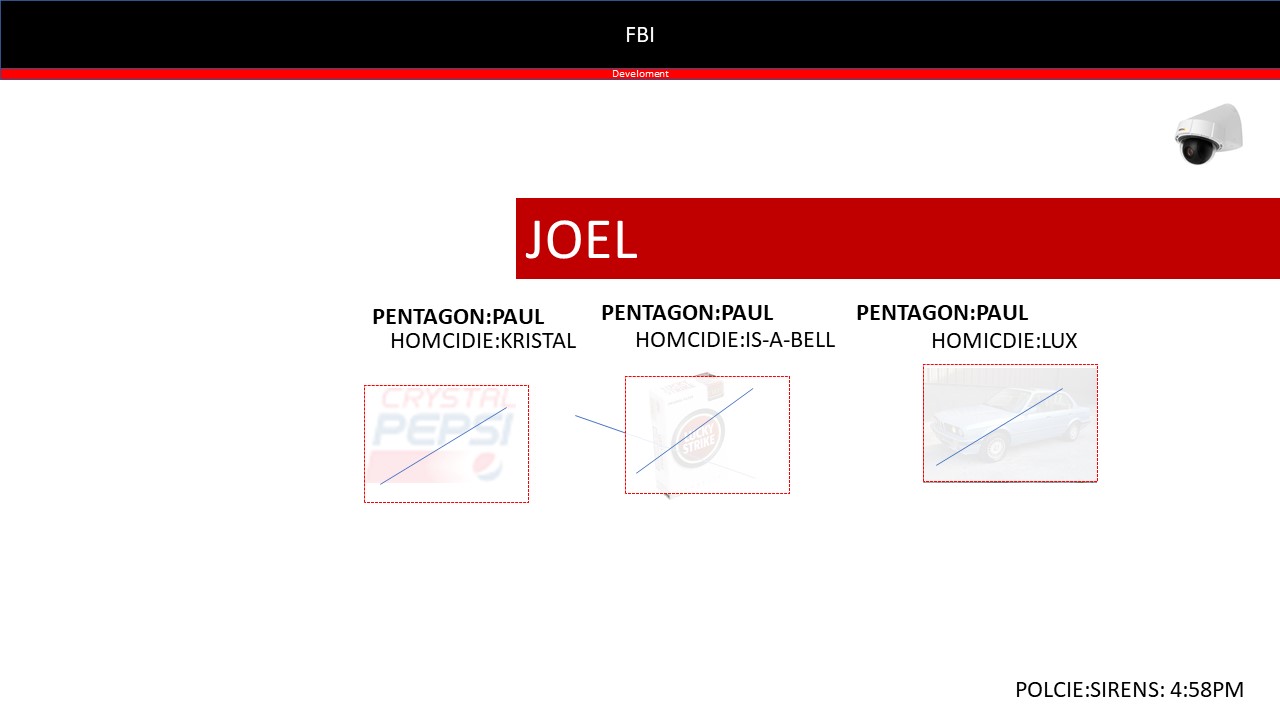 FBI
Develoment
JOEL
PENTAGON:PAUL
HOMCIDIE:KRISTAL
PENTAGON:PAUL
HOMCIDIE:IS-A-BELL
PENTAGON:PAUL
HOMICDIE:LUX
CRYSTAL
PEPSI
LUCKY
STRIKE
POLCIE:SIRENS: 4:58PM